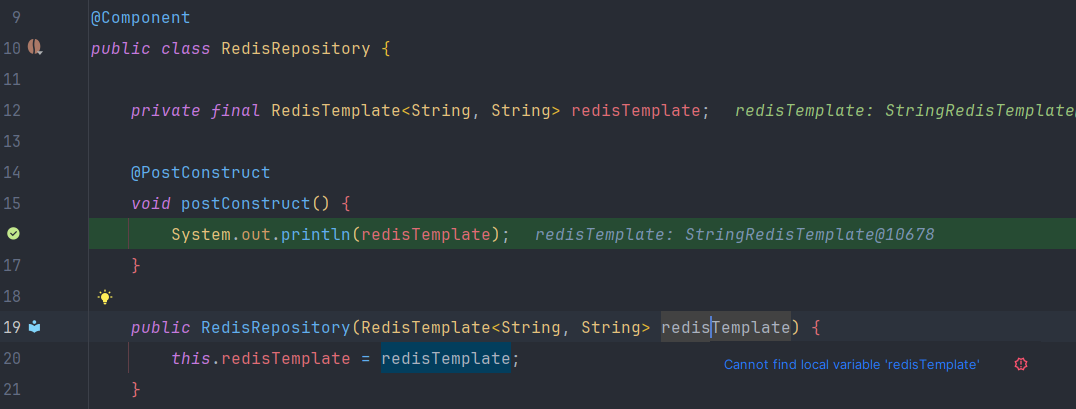 9 @Component
10 public class RedisRepository {
11
12 private final RedisTemplate<String, String> redisTemplate; redisTemplate: StringRedisTemplate
13
14 @PostConstruct
15 void postConstruct() {
System.out.println(redisTemplate); redisTemplate: StringRedisTemplate@10678
17 }
18
19 public RedisRepository(RedisTemplate<String, String> redisTemplate) {
20 this.redisTemplate = redisTemplate;
Cannot find local variable 'redisTemplate'
21 }